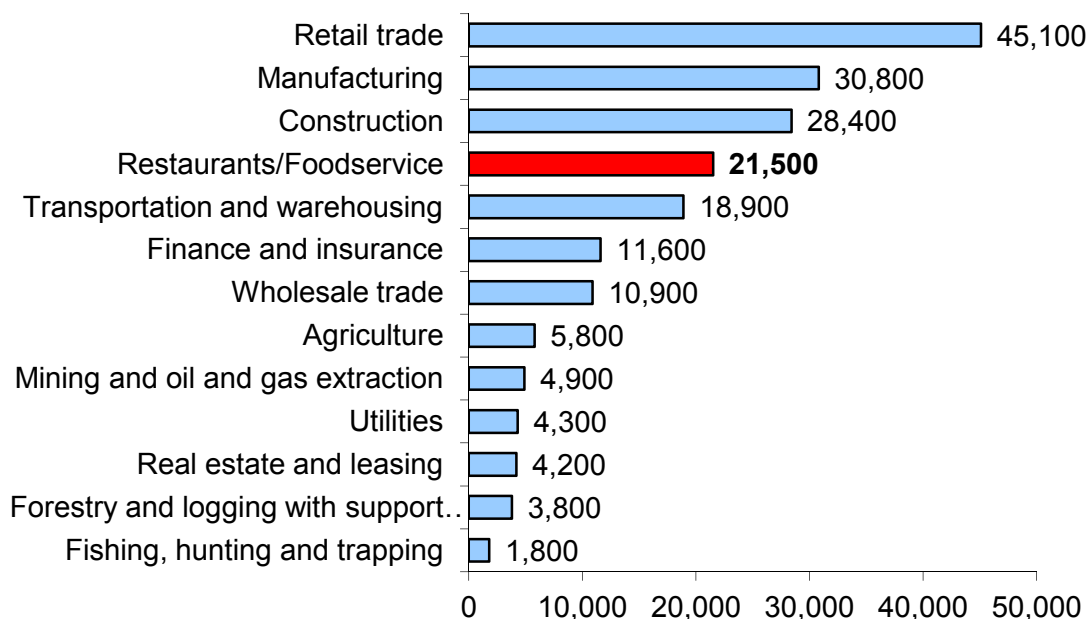 Retail trade 45,100
Manufacturing 30,800
Construction 28,400
Restaurants/Foodservice 21,500
Transportation and warehousing 18,900
Finance and insurance 11,600
Wholesale trade 10,900
Agriculture 5,800
Mining and oil and gas extraction 4,900
Utilities 4,300
Real estate and leasing 4,200
Forestry and logging with support.. 3,800
Fishing, hunting and trapping 1,800
0 10,000 20,000 30,000 40,000 50,000